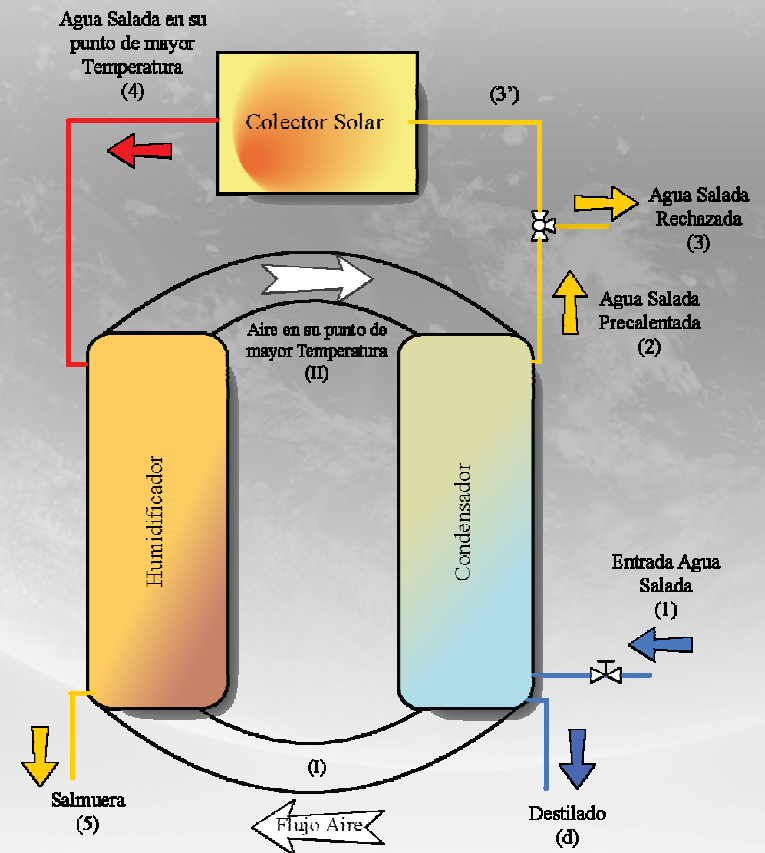 Agua Salada en su
punto de mayor
Temperatura
(4)
Colector Solar
(3')
Agua Salada
Rechazada
(3)
Agua Salada
Precalentada
(2)
Aire en su punto de
mayor Temperatura
(II)
Humidificador
Condensador
Entrada Agua
Salada
(1)
(I)
Flujo Aire
Salmuera
(5)
Destilado
(d)